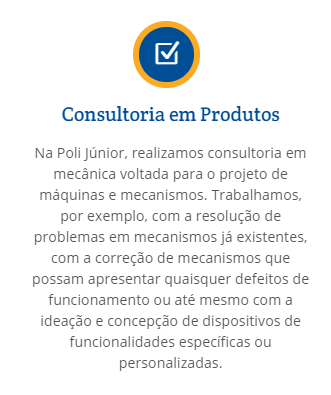 Consultoria em Produtos
Na Poli Júnior, realizamos consultoria em
mecânica voltada para o projeto de
máquinas e mecanismos. Trabalhamos,
por exemplo, com a resolução de
problemas em mecanismos já existentes,
com a correção de mecanismos que
possam apresentar quaisquer defeitos de
funcionamento ou até mesmo com a
ideação e concepção de dispositivos de
funcionalidades específicas ou
personalizadas.